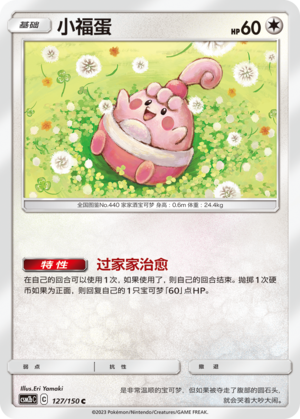 基础 小福蛋 HP60
全国图鉴No.440 家家酒宝可梦 身高：0.6m 体重：24.4kg
特性 过家家治愈
在自己的回合可以使用1次，如果使用了，则自己的回合结束。抛掷1次硬
币如果为正面，则回复自己的1只宝可梦「60」点HP。
弱点 抗性 撤退
Illus.Eri Yamaki
CSM2b C C 127/150 C
是非常温顺的宝可梦，但如果被夺走了腹部的圆石头，
就会哭着大吵大闹。
©2023 Pokémon/Nintendo/Creatures/GAME FREAK.